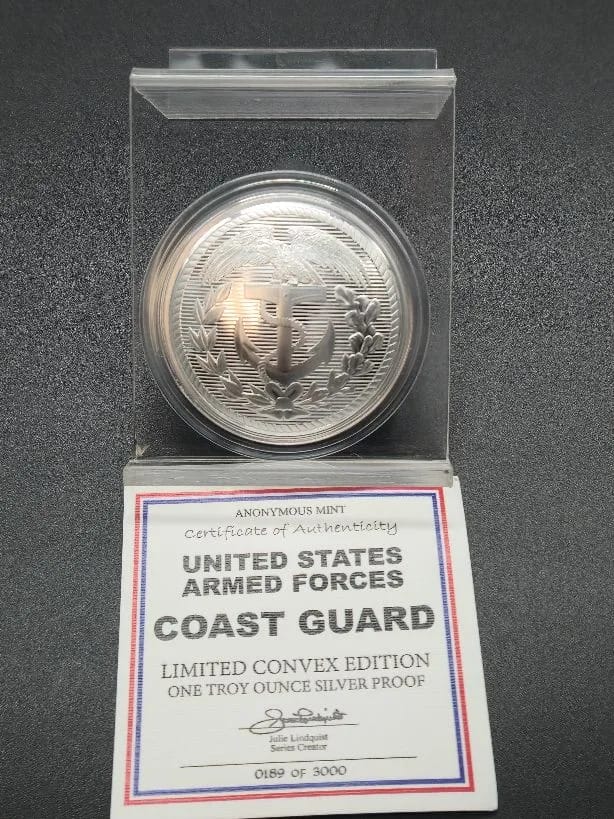 ANONYMOUS MINT
Certificate of Authenticity
UNITED STATES
ARMED FORCES
COAST GUARD
LIMITED CONVEX EDITION
ONE TROY OUNCE SILVER PROOF
Julie Lindquist
Series Creator
0189 OF 3000